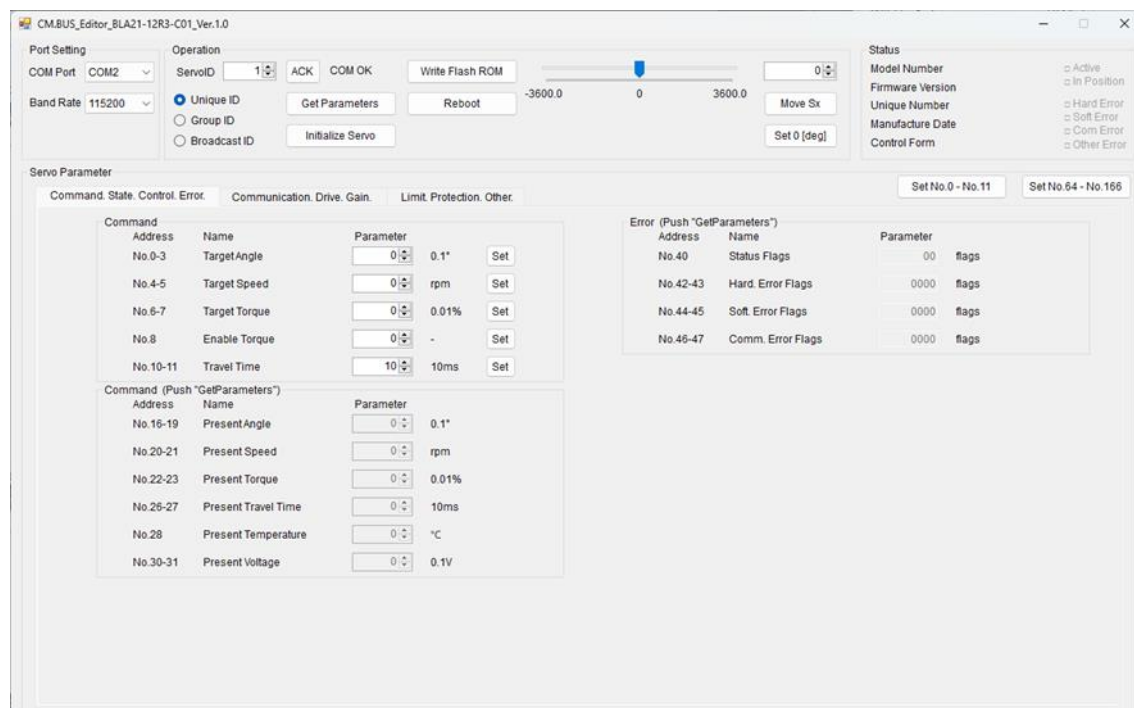 CM.BUS_Editor_BLA21-12R3-C01_Ver.1.0
Port Setting
COM Port COM2
Band Rate 115200
Operation
ServoID 1 ACK COM OK Write Flash ROM
Unique ID
Group ID
Broadcast ID
Get Parameters Reboot
Initialize Servo
-3600.0 0 3600.0
0
Move Sx
Set 0 [deg]
Status
Model Number
Firmware Version
Unique Number
Manufacture Date
Control Form
Active
In Position
Hard Error
Soft Error
Com Error
Other Error
Servo Parameter
Set No.0 - No.11 Set No.64 - No.166
Command. State. Control. Error. Communication. Drive. Gain. Limit. Protection. Other.
Command
Address Name Parameter
No.0-3 Target Angle 0 0.1° Set
No.4-5 Target Speed 0 rpm Set
No.6-7 Target Torque 0 0.01% Set
No.8 Enable Torque 0 - Set
No.10-11 Travel Time 10 10ms Set
Command (Push "GetParameters")
Address Name Parameter
No.16-19 Present Angle 0 0.1°
No.20-21 Present Speed 0 rpm
No.22-23 Present Torque 0 0.01%
No.26-27 Present Travel Time 0 10ms
No.28 Present Temperature 0 °C
No.30-31 Present Voltage 0 0.1V
Error (Push "GetParameters")
Address Name Parameter
No.40 Status Flags 00 flags
No.42-43 Hard. Error Flags 0000 flags
No.44-45 Soft. Error Flags 0000 flags
No.46-47 Comm. Error Flags 0000 flags